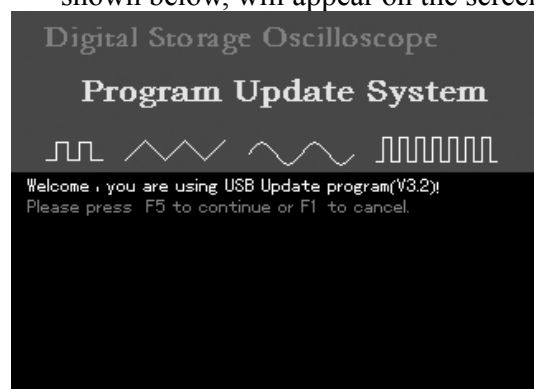 shown below, will appear on the screen
Digital Storage Oscilloscope
Program Update System
Welcome , you are using USB Update program(V3.2)!
Please press F5 to continue or F1 to cancel.